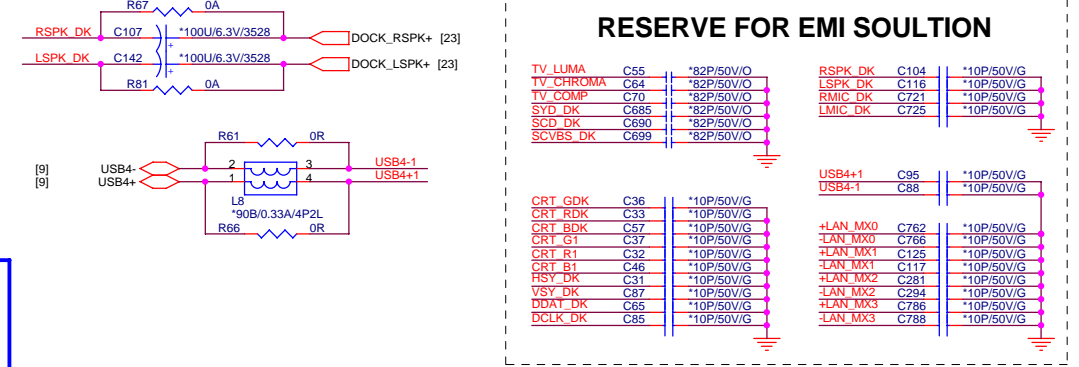 R67 0A
RSPK_DK C107 *100U/6.3V/3528 DOCK_RSPK+ [23]
+
LSPK_DK C142 *100U/6.3V/3528 DOCK_LSPK+ [23]
+
R81 0A
R61 0R
[9] USB4- 2 3 USB4-1
[9] USB4+ 1 4 USB4+1
L8
*90B/0.33A/4P2L
R66 0R
RESERVE FOR EMI SOULTION
TV_LUMA C55 *82P/50V/O
TV_CHROMA C64 *82P/50V/O
TV_COMP C70 *82P/50V/O
SYD_DK C685 *82P/50V/O
SCD_DK C690 *82P/50V/O
SCVBS_DK C699 *82P/50V/O
RSPK_DK C104 *10P/50V/G
LSPK_DK C116 *10P/50V/G
RMIC_DK C721 *10P/50V/G
LMIC_DK C725 *10P/50V/G
CRT_GDK C36 *10P/50V/G
CRT_RDK C33 *10P/50V/G
CRT_BDK C57 *10P/50V/G
CRT_G1 C37 *10P/50V/G
CRT_R1 C32 *10P/50V/G
CRT_B1 C46 *10P/50V/G
HSY_DK C31 *10P/50V/G
VSY_DK C87 *10P/50V/G
DDAT_DK C65 *10P/50V/G
DCLK_DK C85 *10P/50V/G
USB4+1 C95 *10P/50V/G
USB4-1 C88 *10P/50V/G
+LAN_MX0 C762 *10P/50V/G
-LAN_MX0 C766 *10P/50V/G
+LAN_MX1 C125 *10P/50V/G
-LAN_MX1 C117 *10P/50V/G
+LAN_MX2 C281 *10P/50V/G
-LAN_MX2 C294 *10P/50V/G
+LAN_MX3 C786 *10P/50V/G
-LAN_MX3 C788 *10P/50V/G